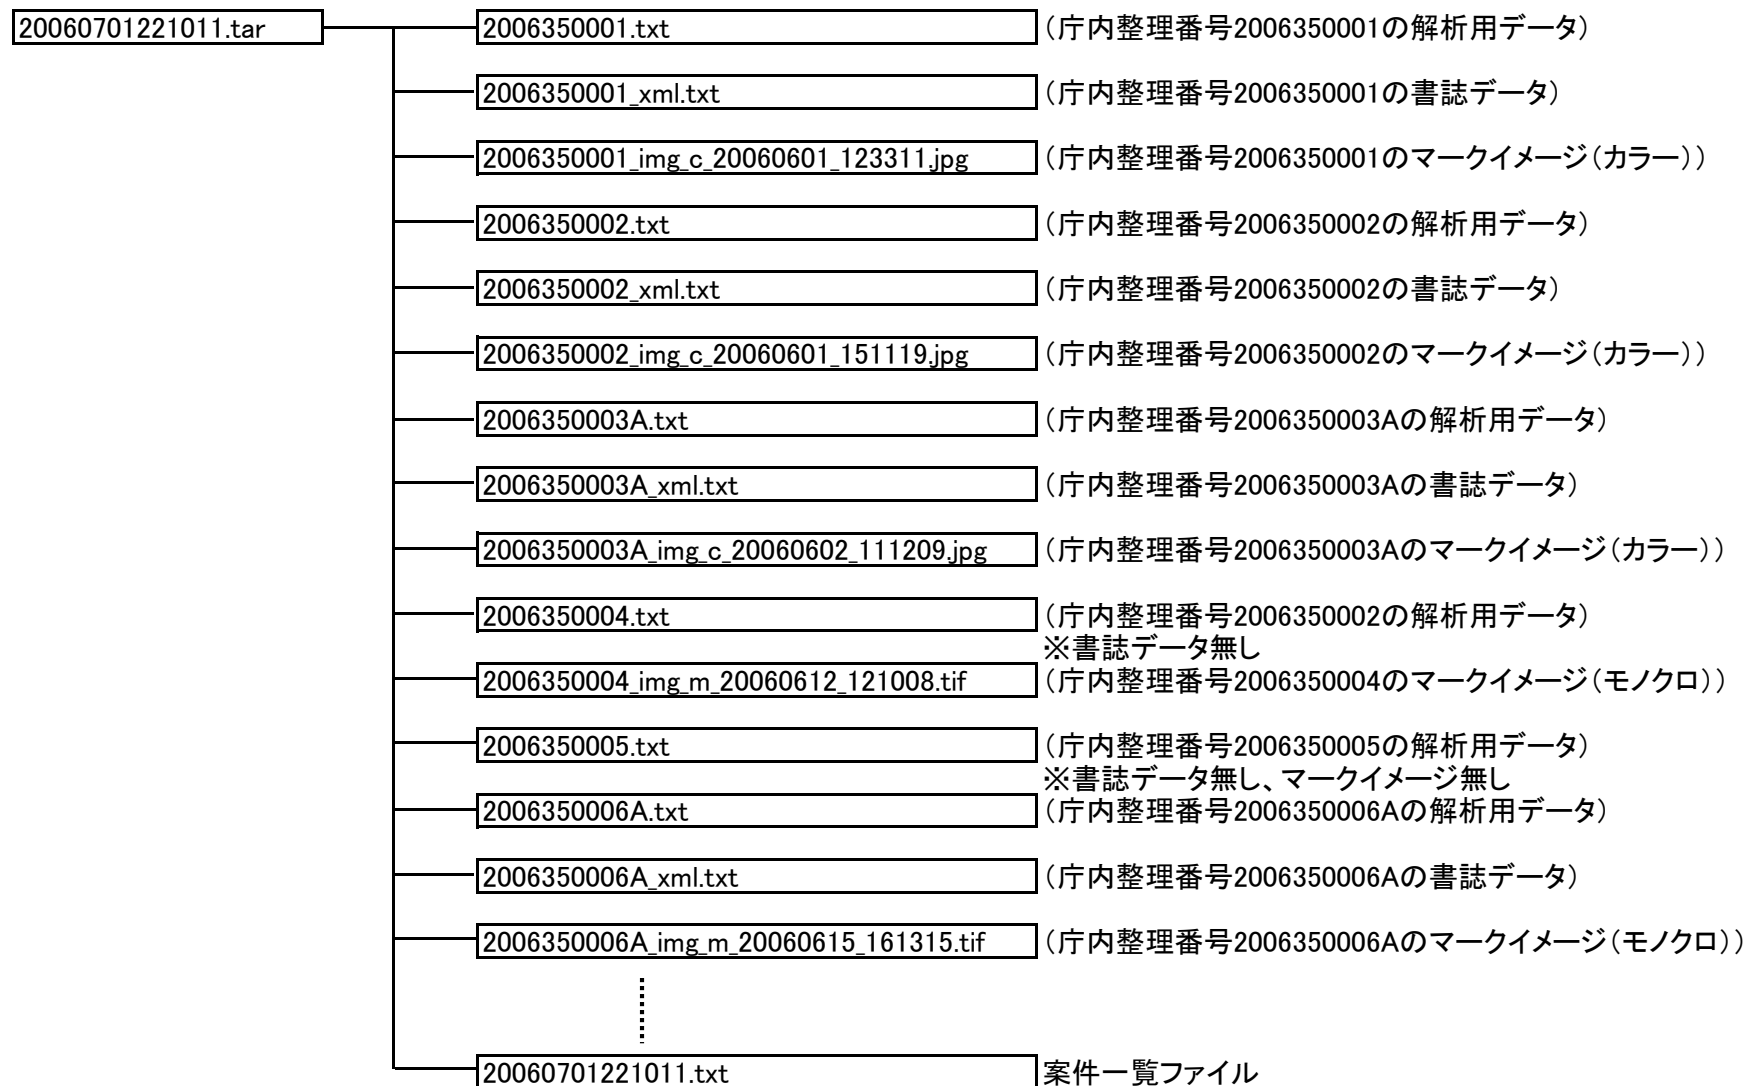 20060701221011.tar
2006350001.txt (庁内整理番号2006350001の解析用データ)
2006350001_xml.txt (庁内整理番号2006350001の書誌データ)
2006350001_img_c_20060601_123311.jpg (庁内整理番号2006350001のマークイメージ(カラー))
2006350002.txt (庁内整理番号2006350002の解析用データ)
2006350002_xml.txt (庁内整理番号2006350002の書誌データ)
2006350002_img_c_20060601_151119.jpg (庁内整理番号2006350002のマークイメージ(カラー))
2006350003A.txt (庁内整理番号2006350003Aの解析用データ)
2006350003A_xml.txt (庁内整理番号2006350003Aの書誌データ)
2006350003A_img_c_20060602_111209.jpg (庁内整理番号2006350003Aのマークイメージ(カラー))
2006350004.txt (庁内整理番号2006350002の解析用データ)
※書誌データ無し
2006350004_img_m_20060612_121008.tif (庁内整理番号2006350004のマークイメージ(モノクロ))
2006350005.txt (庁内整理番号2006350005の解析用データ)
※書誌データ無し、マークイメージ無し
2006350006A.txt (庁内整理番号2006350006Aの解析用データ)
2006350006A_xml.txt (庁内整理番号2006350006Aの書誌データ)
2006350006A_img_m_20060615_161315.tif (庁内整理番号2006350006Aのマークイメージ(モノクロ))
20060701221011.txt 案件一覧ファイル